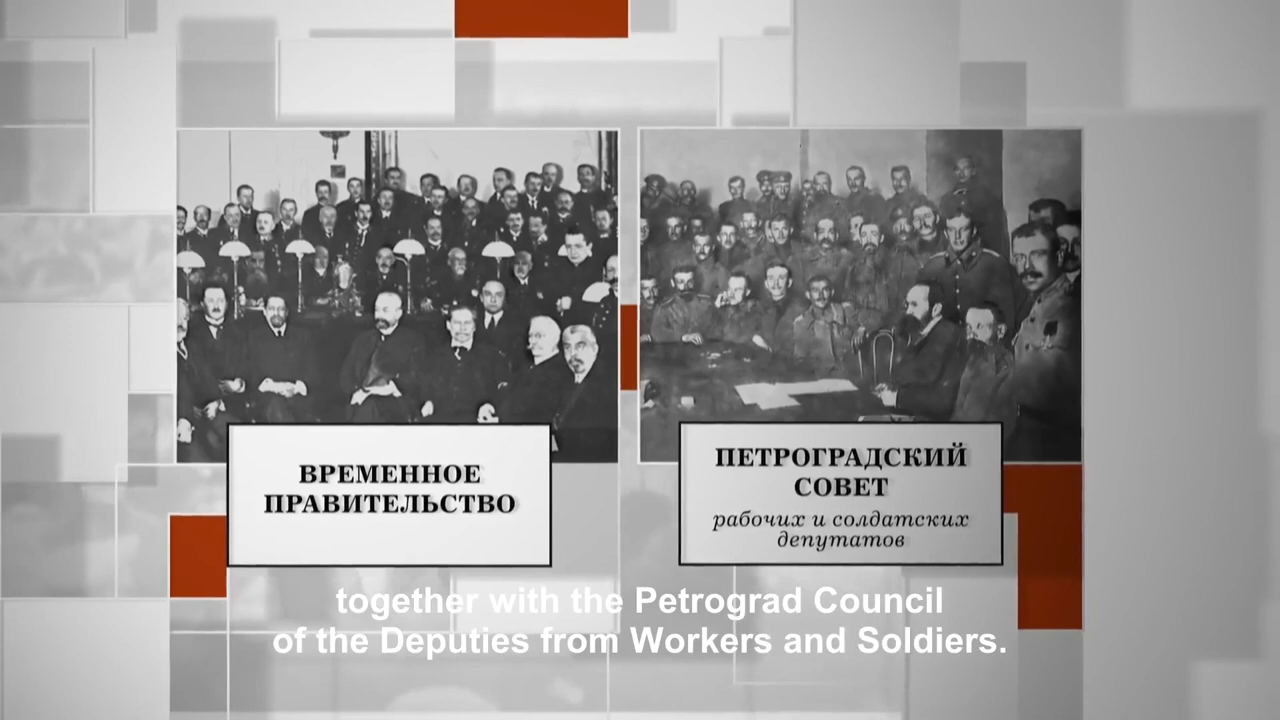 ВРЕМЕННОЕ
ПРАВИТЕЛЬСТВО
ПЕТРОГРАДСКИЙ
СОВЕТ
рабочих и солдатских
депутатов
together with the Petrograd Council
of the Deputies from Workers and Soldiers.